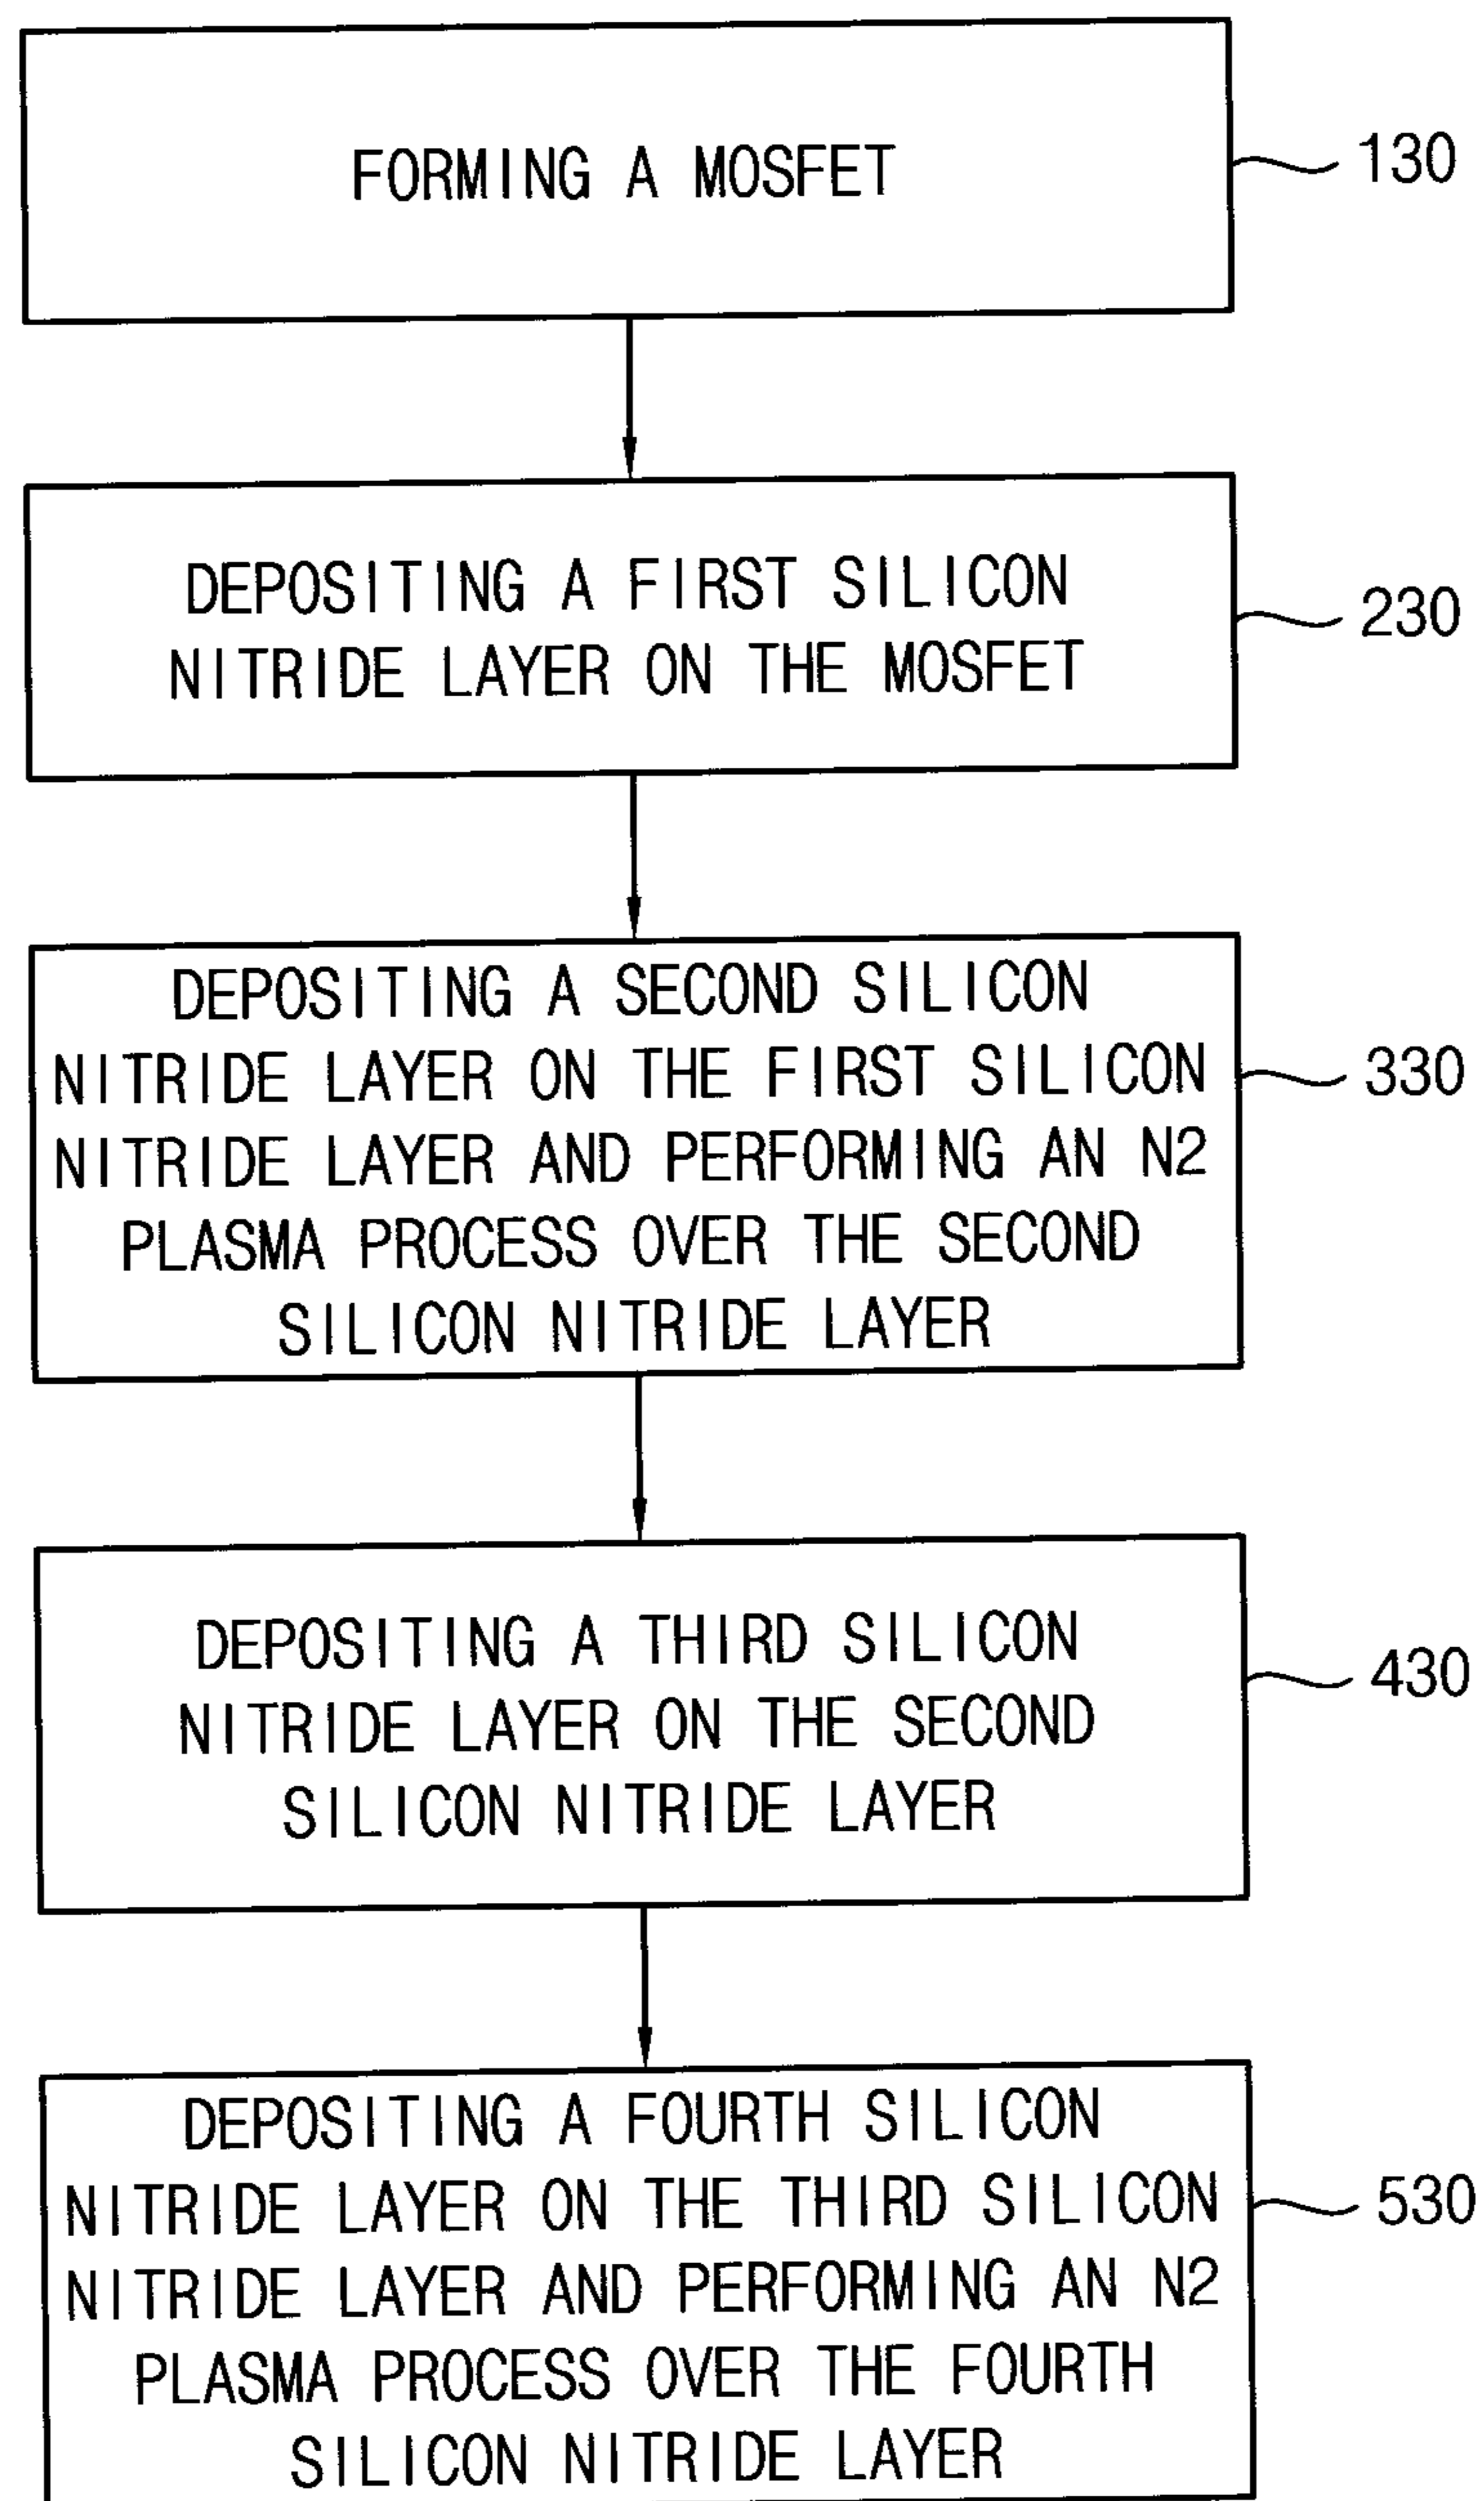 FORMING A MOSFET
130
DEPOSITING A FIRST SILICON
NITRIDE LAYER ON THE MOSFET
230
DEPOSITING A SECOND SILICON
NITRIDE LAYER ON THE FIRST SILICON
NITRIDE LAYER AND PERFORMING AN N2
PLASMA PROCESS OVER THE SECOND
SILICON NITRIDE LAYER
330
DEPOSITING A THIRD SILICON
NITRIDE LAYER ON THE SECOND
SILICON NITRIDE LAYER
430
DEPOSITING A FOURTH SILICON
NITRIDE LAYER ON THE THIRD SILICON
NITRIDE LAYER AND PERFORMING AN N2
PLASMA PROCESS OVER THE FOURTH
SILICON NITRIDE LAYER
530